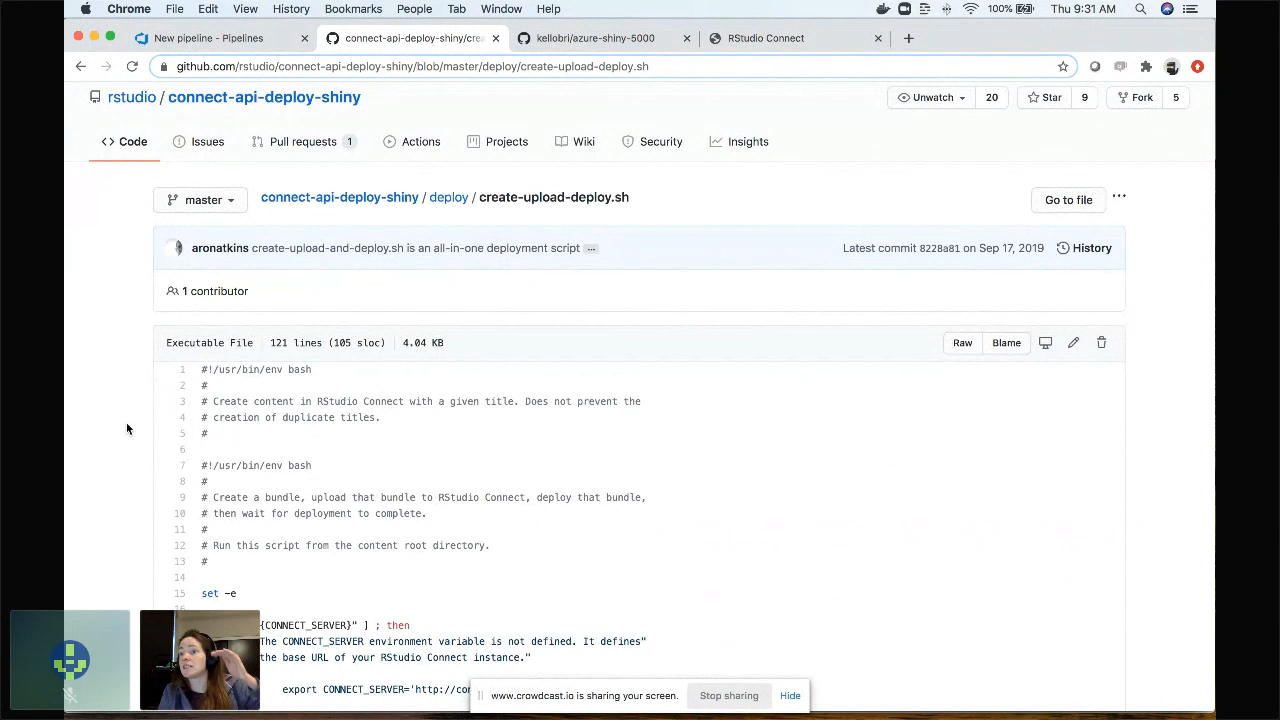 Chrome File Edit View History Bookmarks People Tab Window Help 100% Thu 9:31 AM
New pipeline - Pipelines connect-api-deploy-shiny/crea kellobri/azure-shiny-5000 RStudio Connect
github.com/rstudio/connect-api-deploy-shiny/blob/master/deploy/create-upload-deploy.sh
rstudio / connect-api-deploy-shiny Unwatch 20 Star 9 Fork 5
Code Issues Pull requests 1 Actions Projects Wiki Security Insights
master connect-api-deploy-shiny / deploy / create-upload-deploy.sh Go to file ...
aronatkins create-upload-and-deploy.sh is an all-in-one deployment script ... Latest commit 8228a81 on Sep 17, 2019 History
1 contributor
Executable File 121 lines (105 sloc) 4.04 KB Raw Blame
1 #!/usr/bin/env bash
2 #
3 # Create content in RStudio Connect with a given title. Does not prevent the
4 # creation of duplicate titles.
5 #
6
7 #!/usr/bin/env bash
8 #
9 # Create a bundle, upload that bundle to RStudio Connect, deploy that bundle,
10 # then wait for deployment to complete.
11 #
12 # Run this script from the content root directory.
13 #
14
15 set -e
16
{CONNECT_SERVER}" ] ; then
The CONNECT_SERVER environment variable is not defined. It defines"
the base URL of your RStudio Connect instance."
export CONNECT_SERVER='http://co
www.crowdcast.io is sharing your screen. Stop sharing Hide